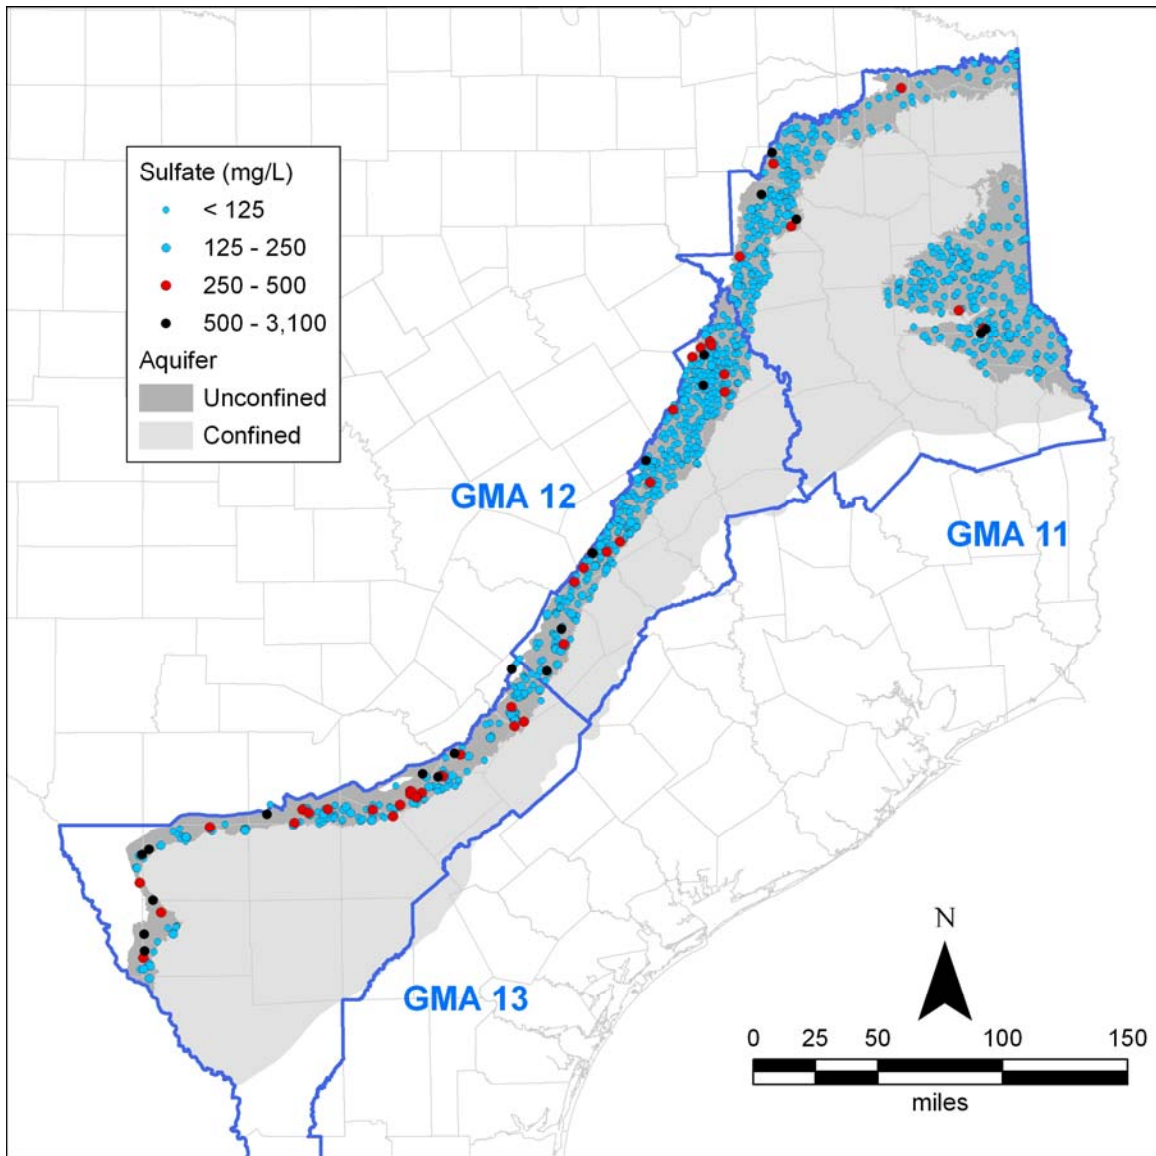 Sulfate (mg/L)
< 125
125 - 250
250 - 500
500 - 3,100
Aquifer
Unconfined
Confined
GMA 12
GMA 11
GMA 13
N
0 25 50 100 150
miles